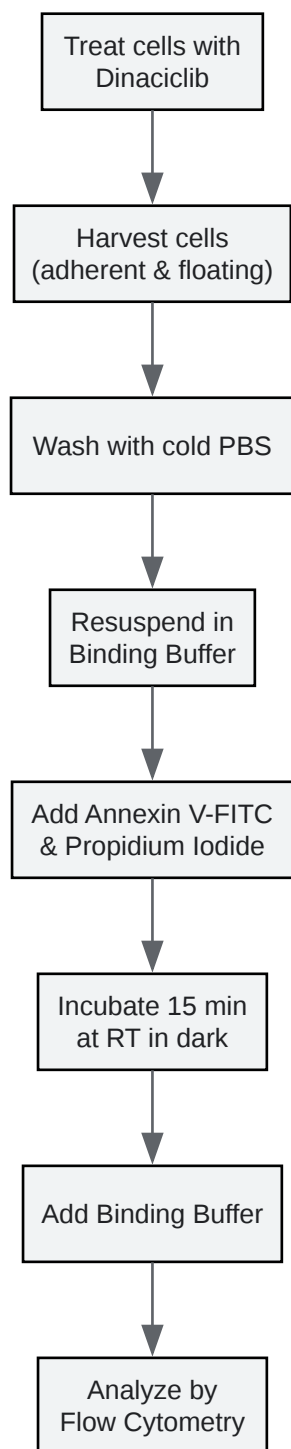 Treat cells with
Dinaciclib
Harvest cells
(adherent & floating)
Wash with cold PBS
Resuspend in
Binding Buffer
Add Annexin V-FITC
& Propidium Iodide
Incubate 15 min
at RT in dark
Add Binding Buffer
Analyze by
Flow Cytometry